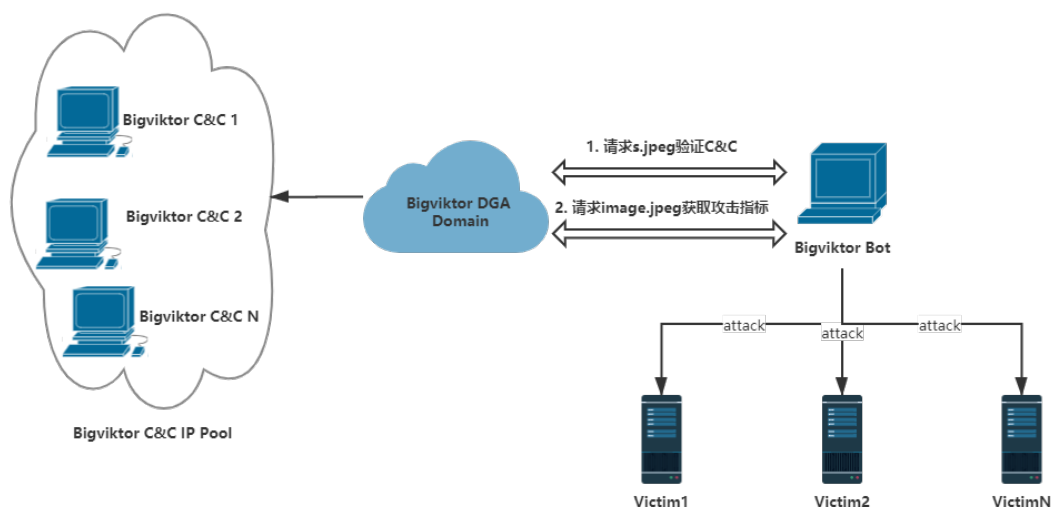 Bigviktor C&C 1
Bigviktor C&C 2
Bigviktor C&C N
Bigviktor C&C IP Pool
Bigviktor DGA
Domain
1. 请求s.jpeg验证C&C
2. 请求image.jpeg获取攻击指标
Bigviktor Bot
attack
attack
attack
Victim1
Victim2
VictimN